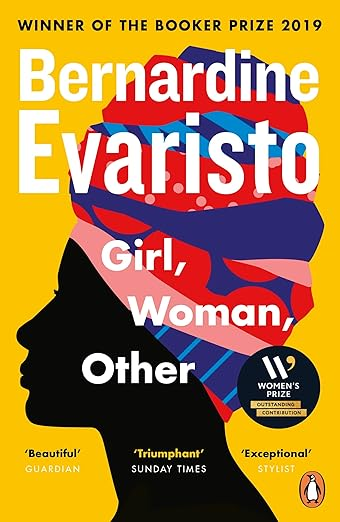 WINNER OF THE BOOKER PRIZE 2019
Bernardine
Evaristo
Girl,
Woman,
Other
W'
WOMEN'S
PRIZE
OUTSTANDING
CONTRIBUTION
'Beautiful'
GUARDIAN
'Triumphant'
SUNDAY TIMES
'Exceptional'
STYLIST